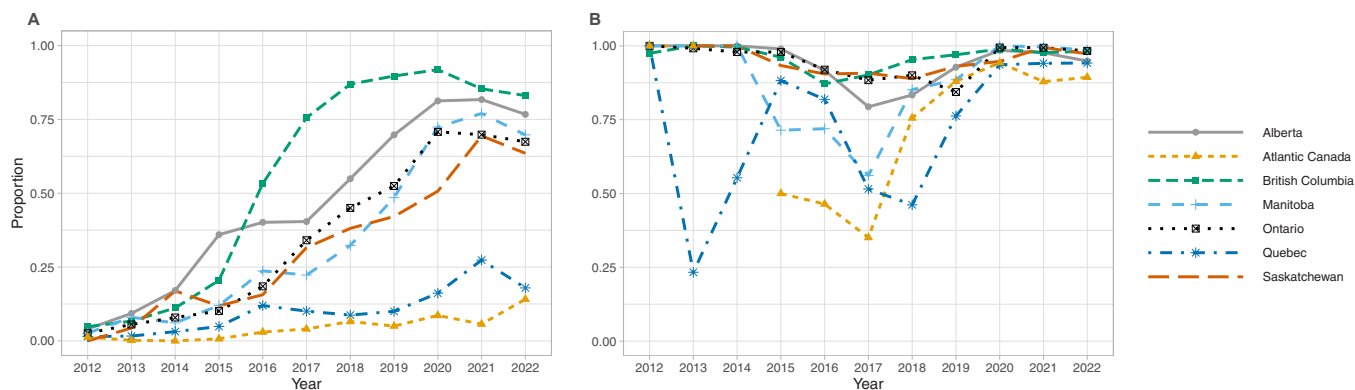 A
B
Proportion
1.00
0.75
0.50
0.25
0.00
2012 2013 2014 2015 2016 2017 2018 2019 2020 2021 2022
Year
1.00
0.75
0.50
0.25
0.00
2012 2013 2014 2015 2016 2017 2018 2019 2020 2021 2022
Year
Alberta
Atlantic Canada
British Columbia
Manitoba
Ontario
Quebec
Saskatchewan